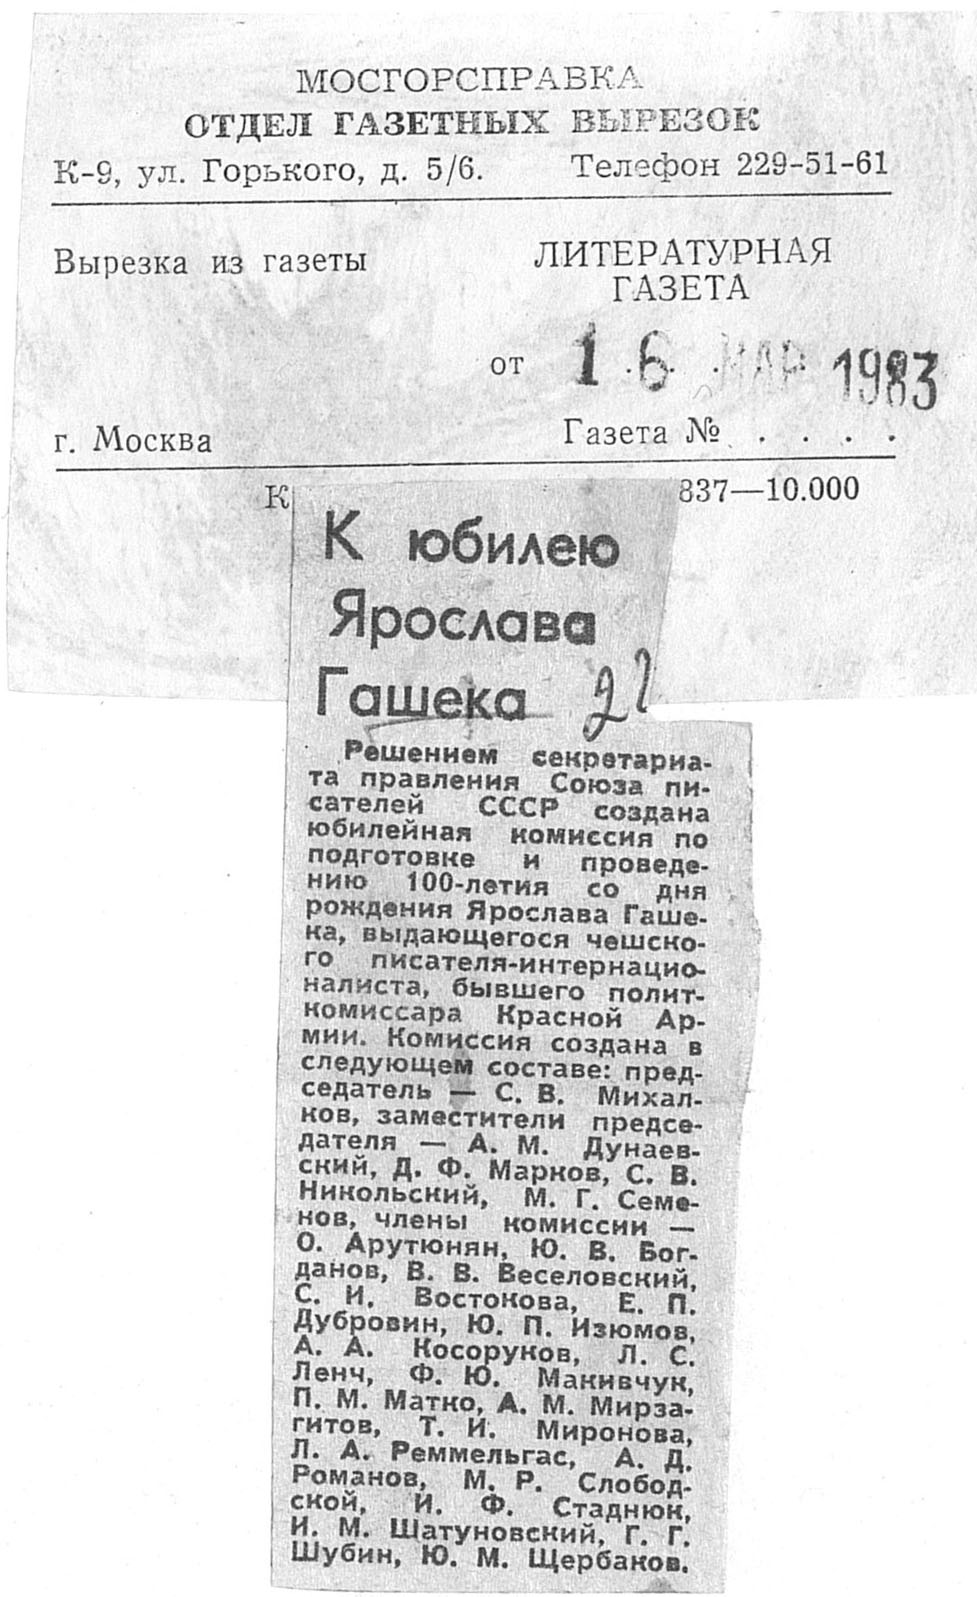 МОСГОРСПРАВКА
ОТДЕЛ ГАЗЕТНЫХ ВЫРЕЗОК
К-9, ул. Горького, д. 5/6. Телефон 229-51-61
Вырезка из газеты
ЛИТЕРАТУРНАЯ
ГАЗЕТА
от 16 МАР 1983
г. Москва
Газета № . . . .
К 837—10.000
К юбилею
Ярослава
Гашека 22
Решением секретариа-
та правления Союза пи-
сателей СССР создана
юбилейная комиссия по
подготовке и проведе-
нию 100-летия со дня
рождения Ярослава Гаше-
ка, выдающегося чешско-
го писателя-интернацио-
налиста, бывшего полит-
комиссара Красной Ар-
мии. Комиссия создана в
следующем составе: пред-
седатель — С. В. Михал-
ков, заместители предсе-
дателя — А. М. Дунаев-
ский, Д. Ф. Марков, С. В.
Никольский, М. Г. Семе-
нов, члены комиссии —
О. Арутюнян, Ю. В. Бог-
данов, В. В. Веселовский,
С. И. Востокова, Е. П.
Дубровин, Ю. П. Изюмов,
А. А. Косоруков, Л. С.
Ленч, Ф. Ю. Макивчук,
П. М. Матко, А. М. Мирза-
гитов, Т. И. Миронова,
Л. А. Реммельгас, А. Д.
Романов, М. Р. Слобод-
ской, И. Ф. Стаднюк,
И. М. Шатуновский, Г. Г.
Шубин, Ю. М. Щербаков.